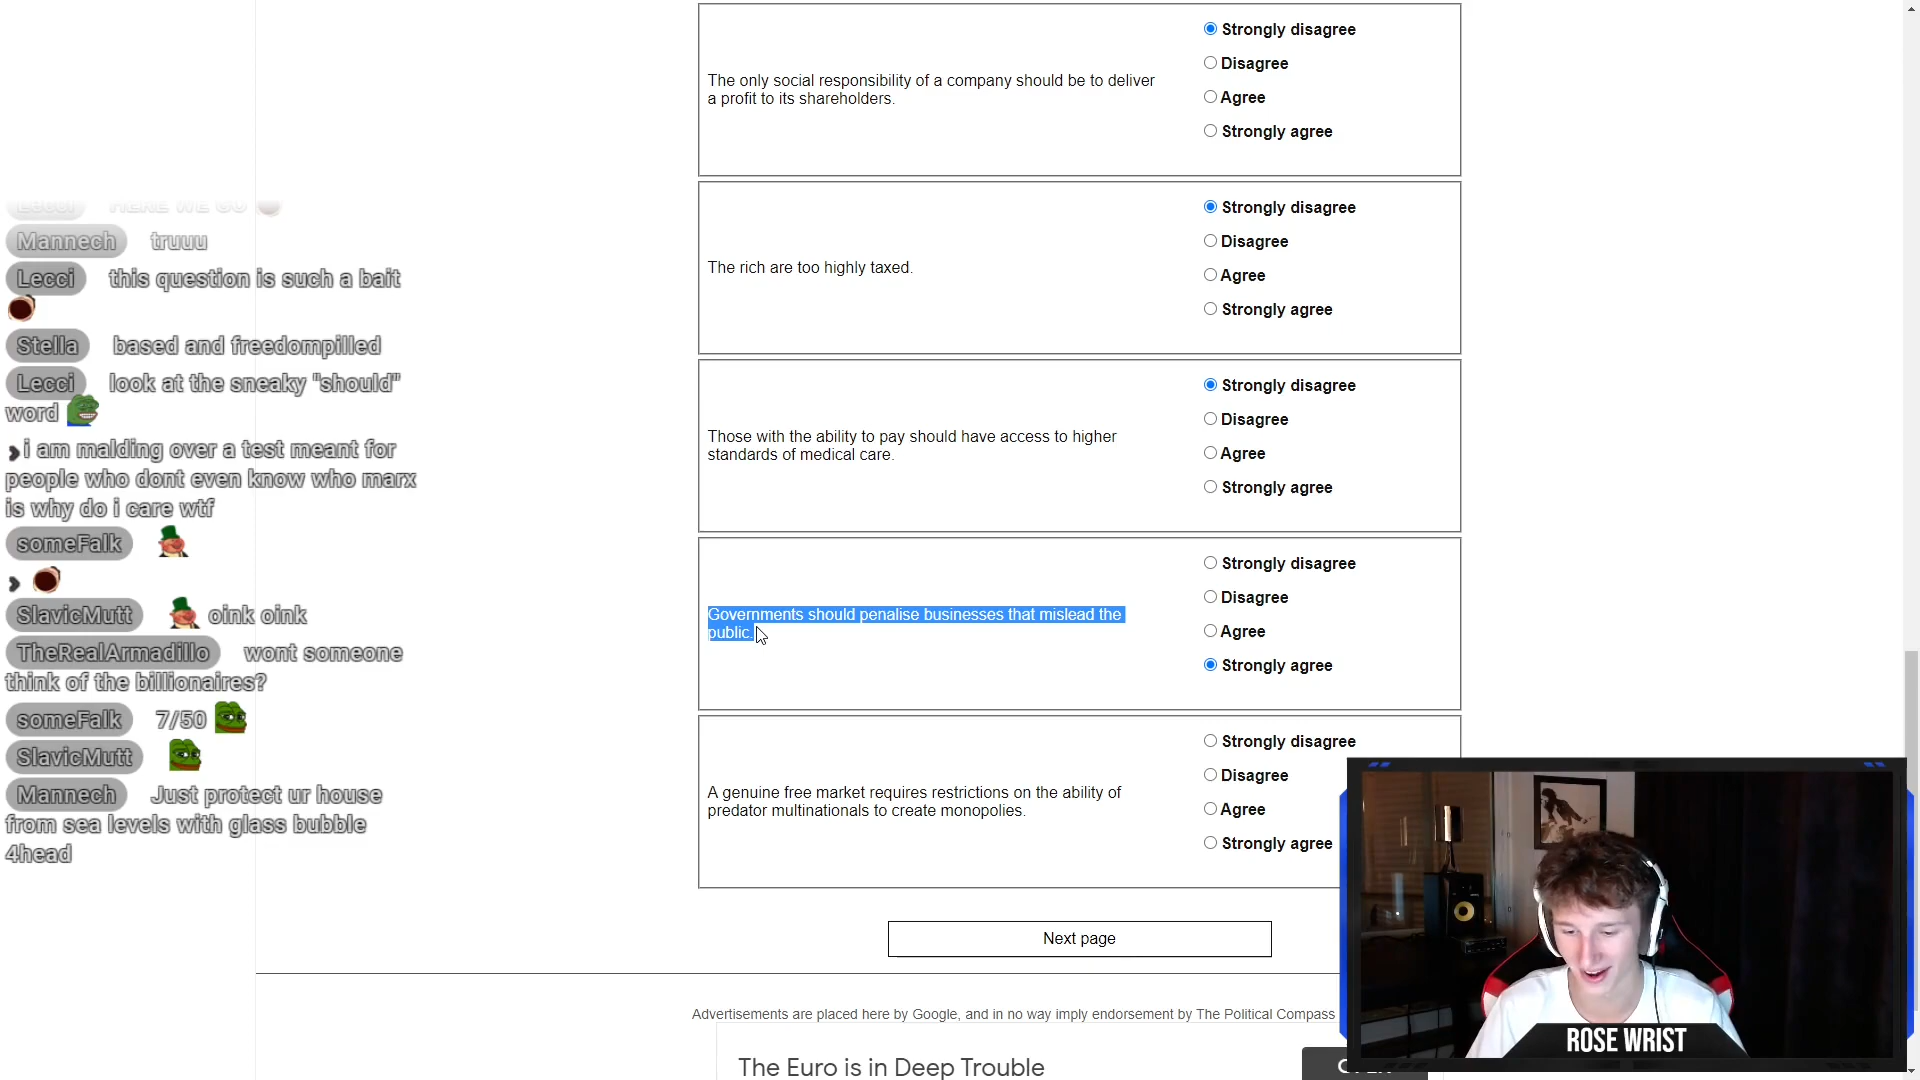 The only social responsibility of a company should be to deliver
a profit to its shareholders.
Strongly disagree
Disagree
Agree
Strongly agree
The rich are too highly taxed.
Strongly disagree
Disagree
Agree
Strongly agree
Those with the ability to pay should have access to higher
standards of medical care.
Strongly disagree
Disagree
Agree
Strongly agree
Governments should penalise businesses that mislead the
public.
Strongly disagree
Disagree
Agree
Strongly agree
A genuine free market requires restrictions on the ability of
predator multinationals to create monopolies.
Strongly disagree
Disagree
Agree
Strongly agree
Next page
Advertisements are placed here by Google, and in no way imply endorsement by The Political Compass
The Euro is in Deep Trouble
Lecci HERE WE GO
Mannech truuu
Lecci this question is such a bait
Stella based and freedompilled
Lecci look at the sneaky "should"
word
i am malding over a test meant for
people who dont even know who marx
is why do i care wtf
someFalk
SlavicMutt oink oink
TheRealArmadillo wont someone
think of the billionaires?
someFalk 7/50
SlavicMutt
Mannech Just protect ur house
from sea levels with glass bubble
4head
ROSE WRIST